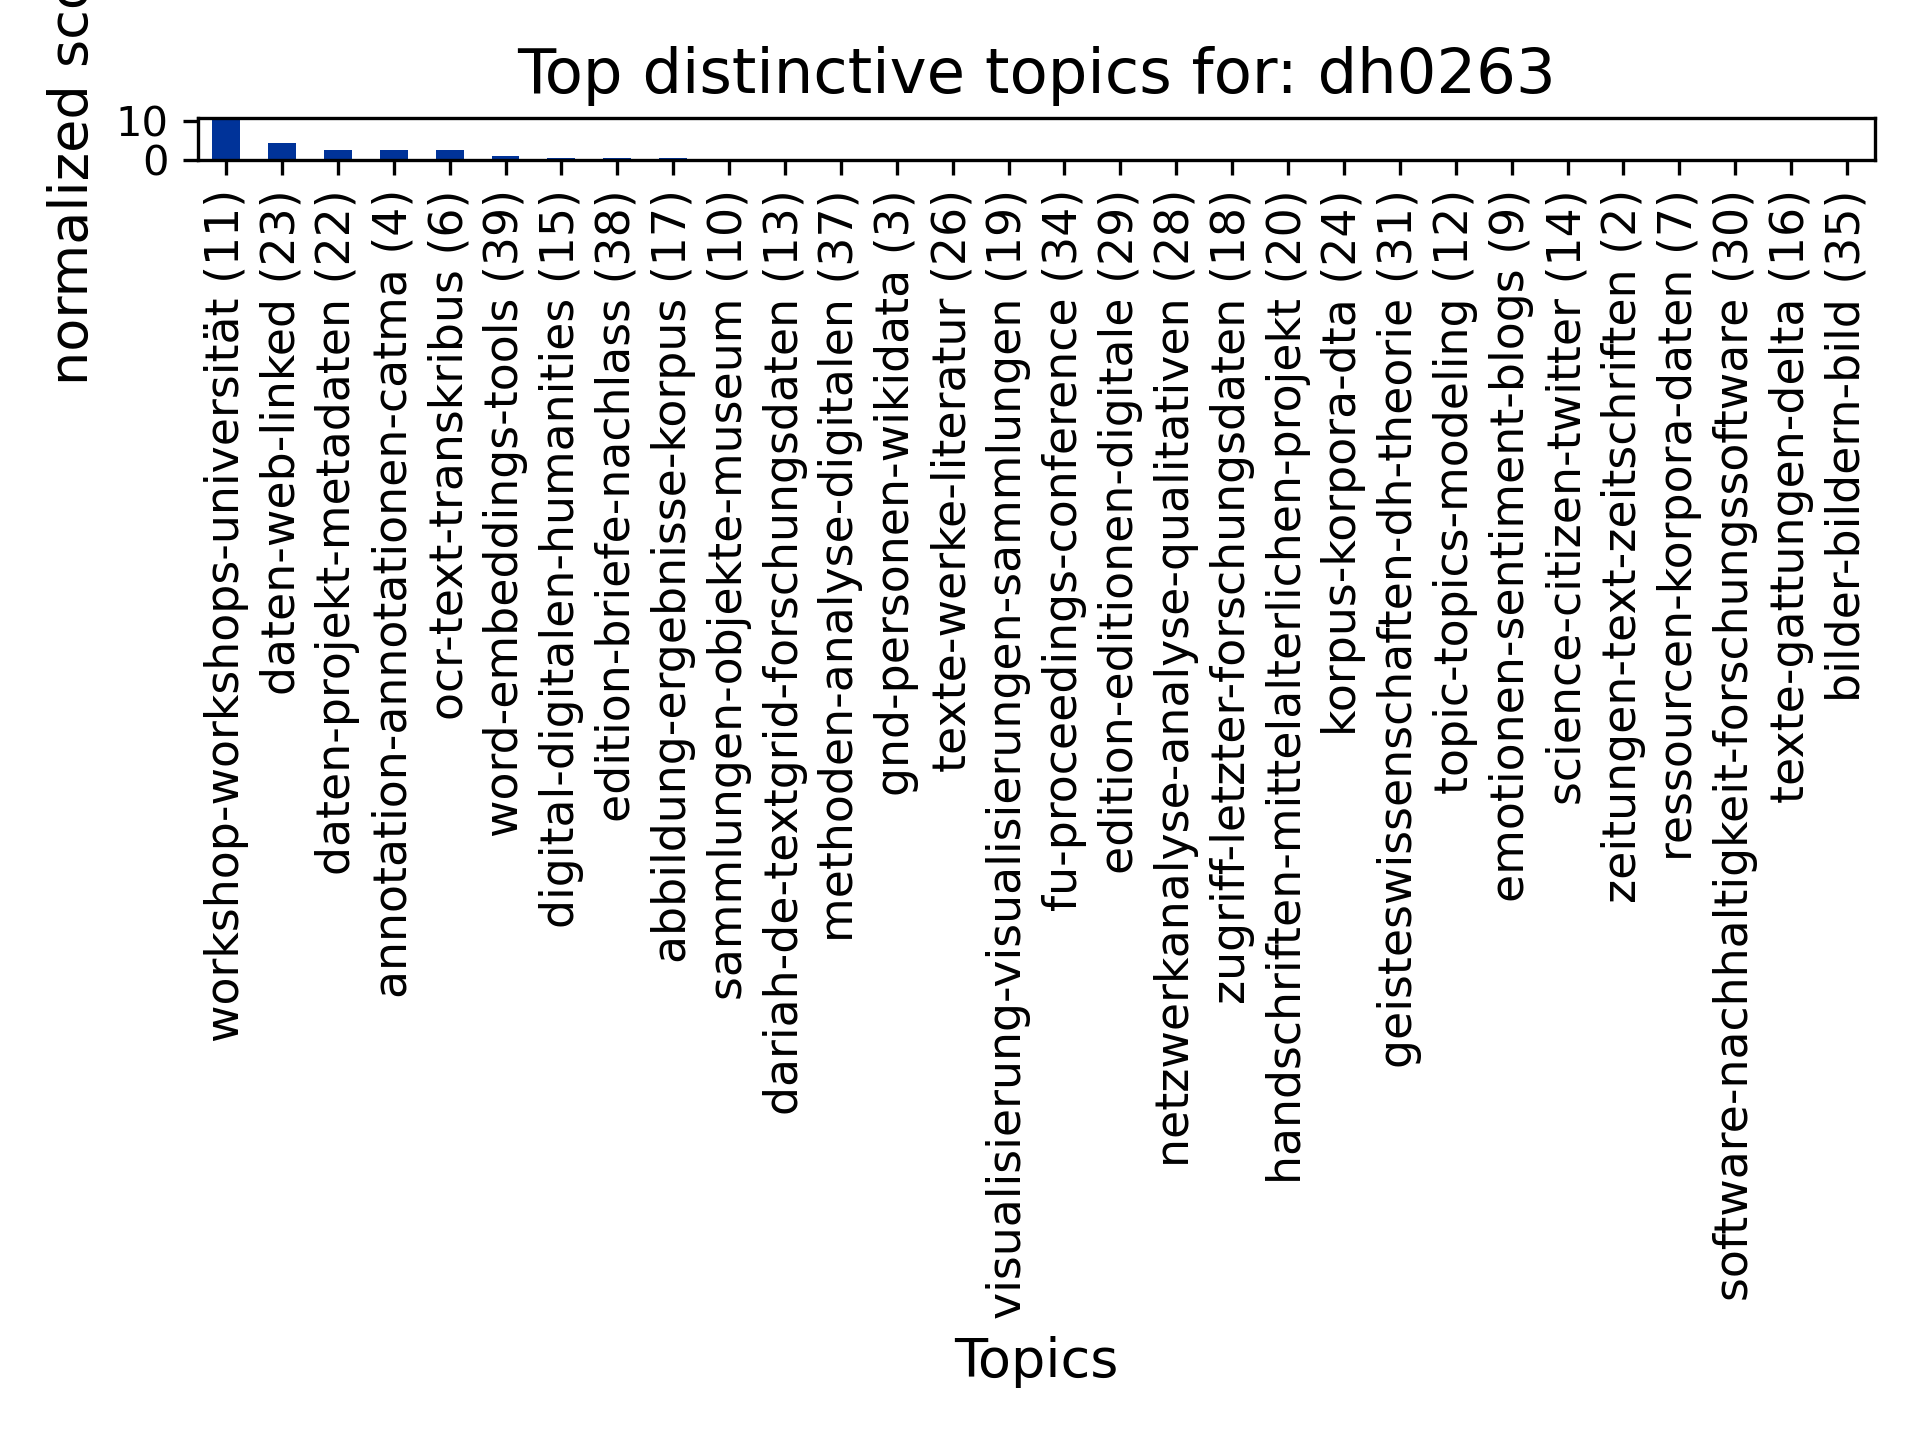 Top distinctive topics for: dh0263
normalized
10
0
workshop-workshops-universität (11)
daten-web-linked (23)
daten-projekt-metadaten (22)
annotation-annotationen-catma (4)
ocr-text-transkribus (6)
word-embeddings-tools (39)
digital-digitalen-humanities (15)
edition-briefe-nachlass (38)
abbildung-ergebnisse-korpus (17)
sammlungen-objekte-museum (10)
dariah-de-textgrid-forschungsdaten (13)
methoden-analyse-digitalen (37)
gnd-personen-wikidata (3)
texte-werke-literatur (26)
visualisierung-visualisierungen-sammlungen (19)
fu-proceedings-conference (34)
edition-editionen-digitale (29)
netzwerkanalyse-analyse-qualitativen (28)
zugriff-letzter-forschungsdaten (18)
handschriften-mittelalterlichen-projekt (20)
korpus-korpora-dta (24)
geisteswissenschaften-dh-theorie (31)
topic-topics-modeling (12)
emotionen-sentiment-blogs (9)
science-citizen-twitter (14)
zeitungen-text-zeitschriften (2)
ressourcen-korpora-daten (7)
software-nachhaltigkeit-forschungssoftware (30)
texte-gattungen-delta (16)
bilder-bildern-bild (35)
Topics